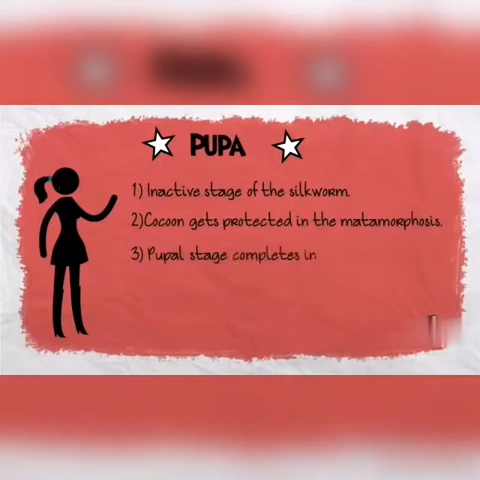 PUPA
1) Inactive stage of the silkworm.
2)Cocoon gets protected in the matamorphosis.
3) Pupal stage completes in